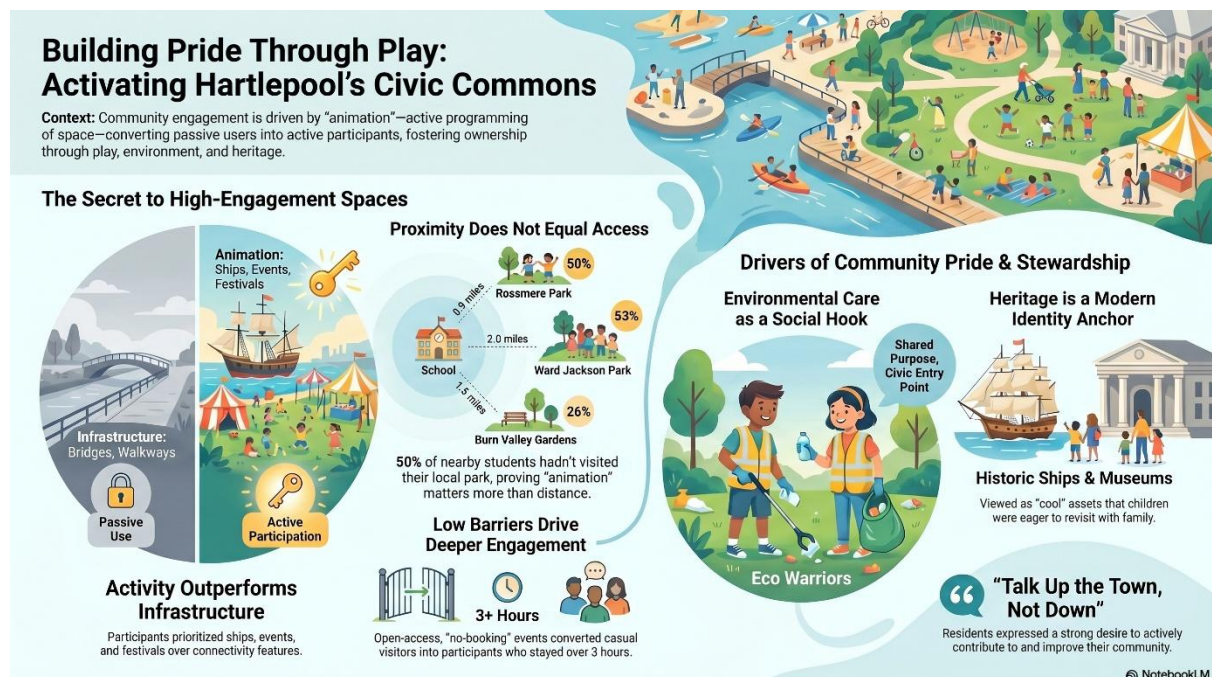 Building Pride Through Play:
Activating Hartlepool's Civic Commons
Context: Community engagement is driven by "animation"—active programming
of space—converting passive users into active participants, fostering ownership
through play, environment, and heritage.
The Secret to High-Engagement Spaces
Animation:
Ships, Events,
Festivals
Infrastructure:
Bridges, Walkways
Passive
Use
Active
Participation
Activity Outperforms
Infrastructure
Participants prioritized ships, events,
and festivals over connectivity features.
Proximity Does Not Equal Access
50%
Rossmere Park
0.9 miles
53%
2.0 miles
School
Ward Jackson Park
1.5 miles
26%
Burn Valley Gardens
50% of nearby students hadn't visited
their local park, proving "animation"
matters more than distance.
Low Barriers Drive
Deeper Engagement
3+ Hours
Open-access, "no-booking" events converted casual
visitors into participants who stayed over 3 hours.
Drivers of Community Pride & Stewardship
Environmental Care
as a Social Hook
Shared
Purpose,
Civic Entry
Point
Eco Warriors
Heritage is a Modern
Identity Anchor
Historic Ships & Museums
Viewed as "cool" assets that children
were eager to revisit with family.
"Talk Up the Town,
Not Down"
Residents expressed a strong desire to actively
contribute to and improve their community.
NotebookLM